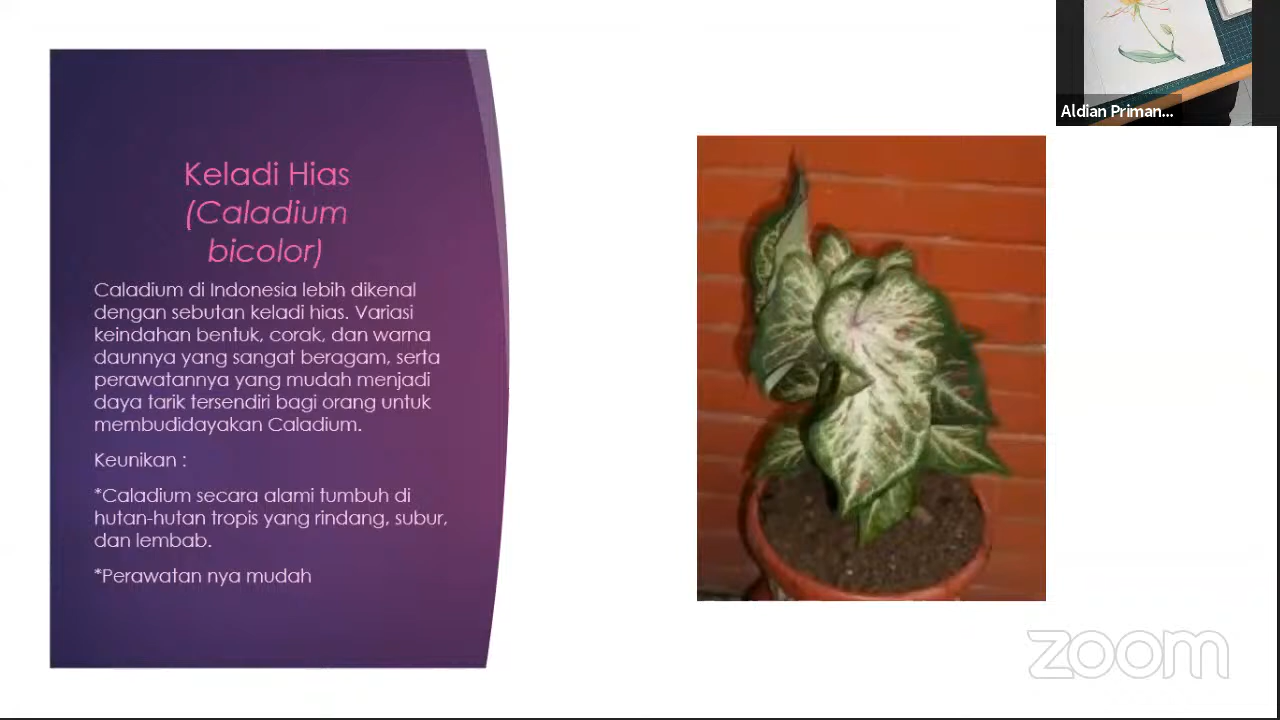 Aldian Priman...
Keladi Hias
(Caladium
bicolor)
Caladium di Indonesia lebih dikenal
dengan sebutan keladi hias. Variasi
keindahan bentuk, corak, dan warna
daunnya yang sangat beragam, serta
perawatannya yang mudah menjadi
daya tarik tersendiri bagi orang untuk
membudidayakan Caladium.
Keunikan :
*Caladium secara alami tumbuh di
hutan-hutan tropis yang rindang, subur,
dan lembab.
*Perawatan nya mudah
zoom